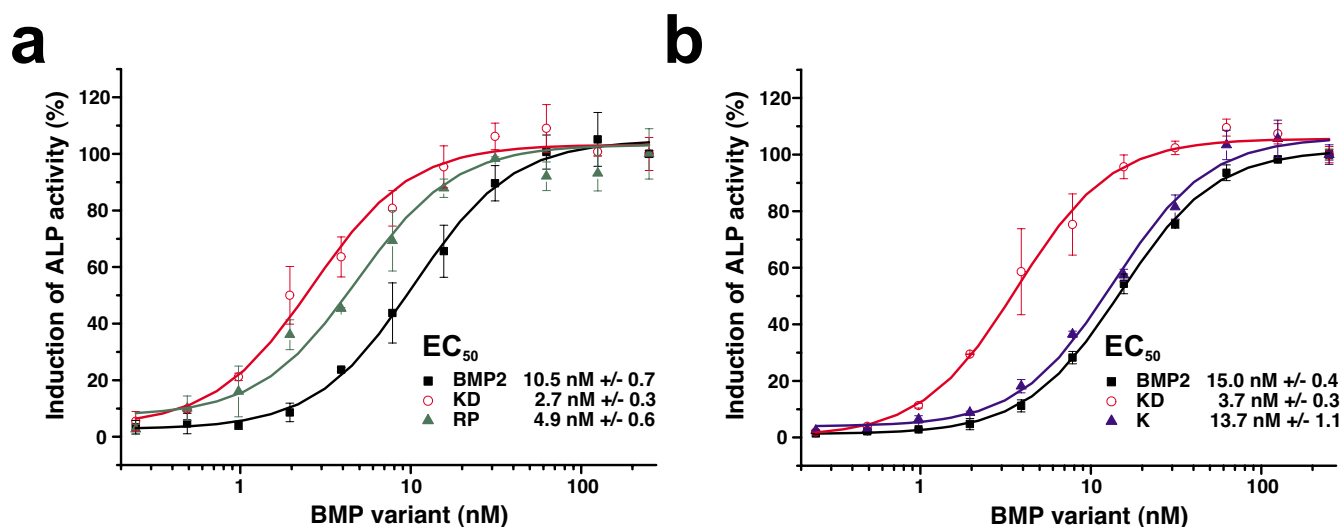 a
Induction of ALP activity (%)
120
100
80
60
40
20
0
EC50
BMP2 10.5 nM +/- 0.7
KD 2.7 nM +/- 0.3
RP 4.9 nM +/- 0.6
1 10 100
BMP variant (nM)
b
Induction of ALP activity (%)
120
100
80
60
40
20
0
EC50
BMP2 15.0 nM +/- 0.4
KD 3.7 nM +/- 0.3
K 13.7 nM +/- 1.1
1 10 100
BMP variant (nM)